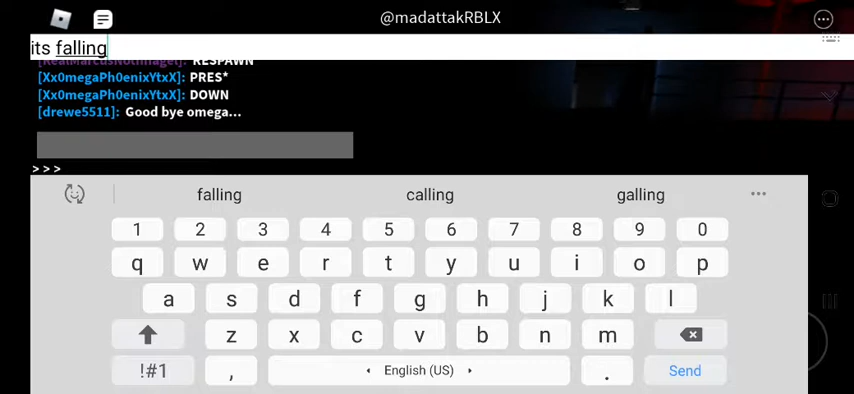 @madattakRBLX
its falling
[RealMarcusNothinget]: RESPAWN
[Xx0megaPh0enixYtxX]: PRES*
[Xx0megaPh0enixYtxX]: DOWN
[drewe5511]: Good bye omega...
>>>
falling calling galling
1 2 3 4 5 6 7 8 9 0
q w e r t y u i o p
a s d f g h j k l
z x c v b n m
!#1 , English (US) . Send